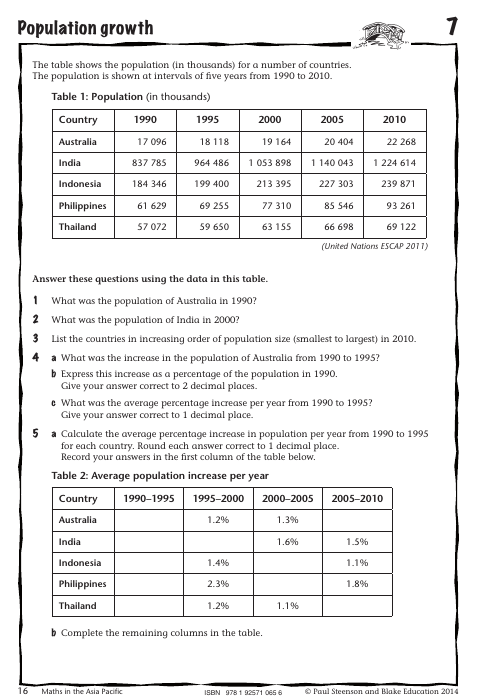 Population growth
7
The table shows the population (in thousands) for a number of countries.
The population is shown at intervals of five years from 1990 to 2010.
Table 1: Population (in thousands)
Country 1990 1995 2000 2005 2010
Australia 17 096 18 118 19 164 20 404 22 268
India 837 785 964 486 1 053 898 1 140 043 1 224 614
Indonesia 184 346 199 400 213 395 227 303 239 871
Philippines 61 629 69 255 77 310 85 546 93 261
Thailand 57 072 59 650 63 155 66 698 69 122
(United Nations ESCAP 2011)
Answer these questions using the data in this table.
1 What was the population of Australia in 1990?
2 What was the population of India in 2000?
3 List the countries in increasing order of population size (smallest to largest) in 2010.
4 a What was the increase in the population of Australia from 1990 to 1995?
b Express this increase as a percentage of the population in 1990.
Give your answer correct to 2 decimal places.
c What was the average percentage increase per year from 1990 to 1995?
Give your answer correct to 1 decimal place.
5 a Calculate the average percentage increase in population per year from 1990 to 1995
for each country. Round each answer correct to 1 decimal place.
Record your answers in the first column of the table below.
Table 2: Average population increase per year
Country 1990–1995 1995–2000 2000–2005 2005–2010
Australia 1.2% 1.3%
India 1.6% 1.5%
Indonesia 1.4% 1.1%
Philippines 2.3% 1.8%
Thailand 1.2% 1.1%
b Complete the remaining columns in the table.
16 Maths in the Asia Pacific ISBN 978 1 92571 065 6 © Paul Steenson and Blake Education 2014